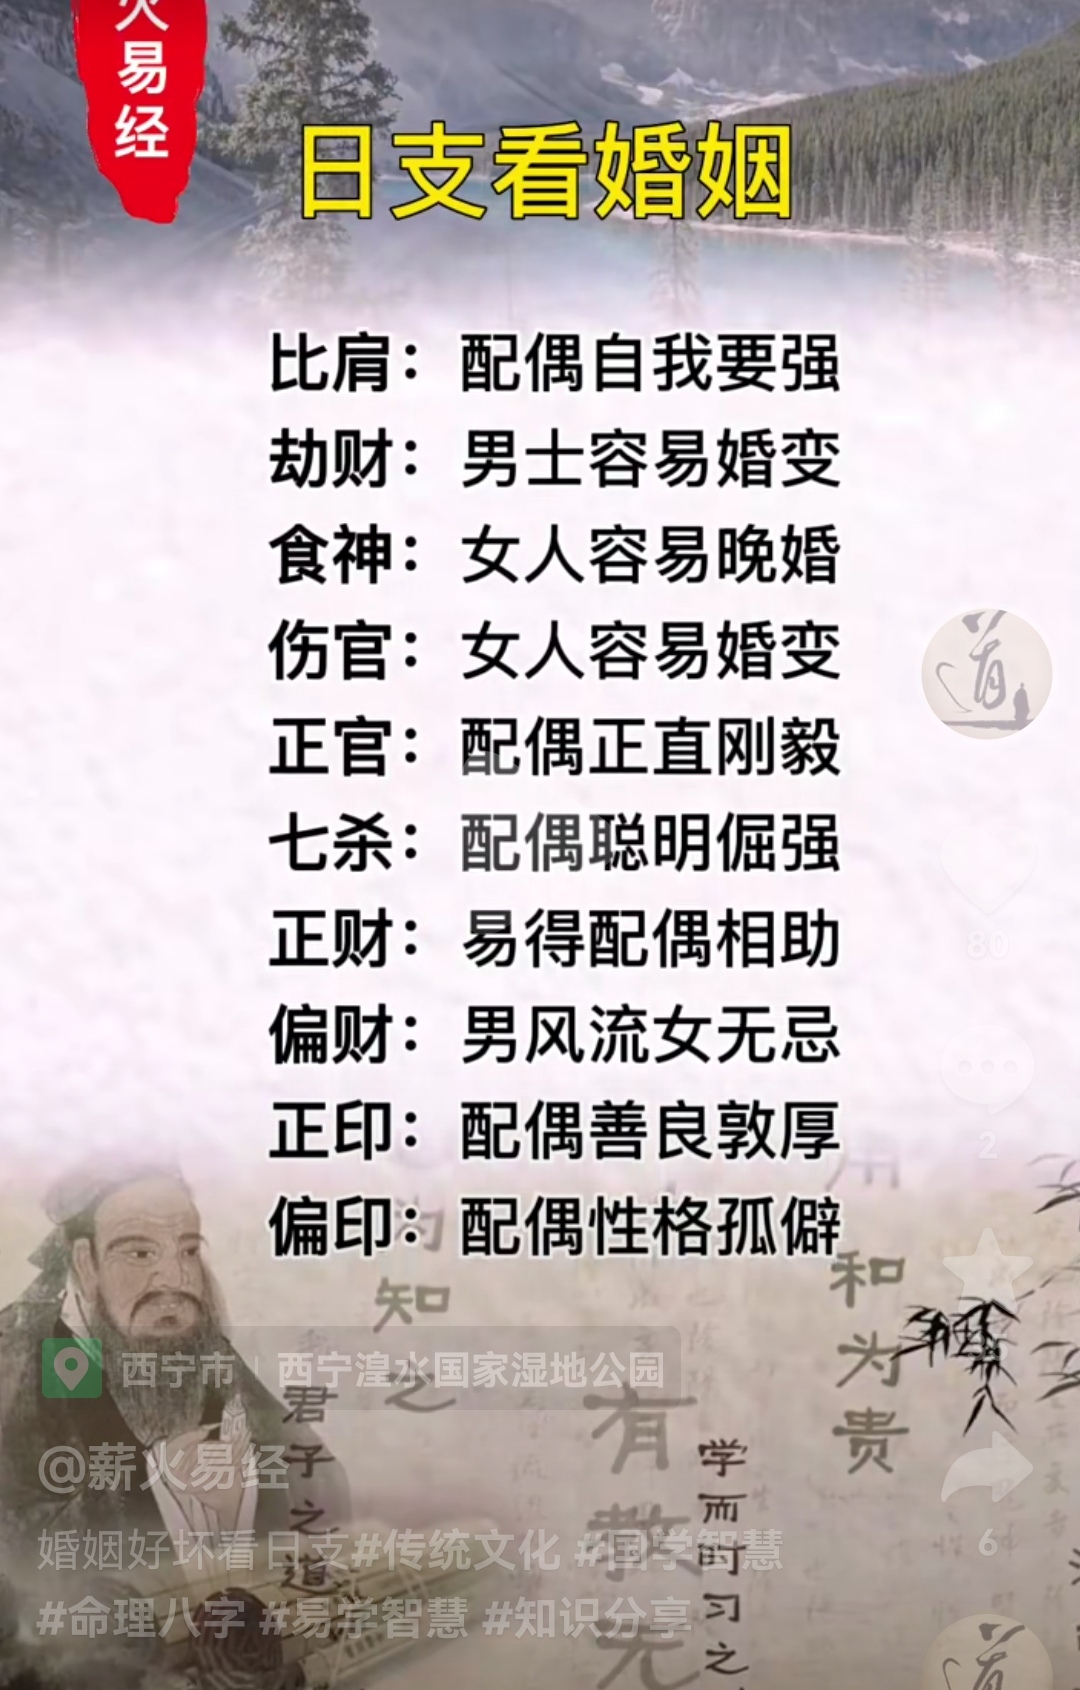 火易经
日支看婚姻
比肩：配偶自我要强
劫财：男士容易婚变
食神：女人容易晚婚
伤官：女人容易婚变
正官：配偶正直刚毅
七杀：配偶聪明倔强
正财：易得配偶相助
偏财：男风流女无忌
正印：配偶善良敦厚
偏印：配偶性格孤僻
道
80
2
6
知
之
和为贵
君子之道
有教无
学而时习之
西宁市 | 西宁湟水国家湿地公园
@薪火易经
婚姻好坏看日支#传统文化 #国学智慧
#命理八字 #易学智慧 #知识分享
道